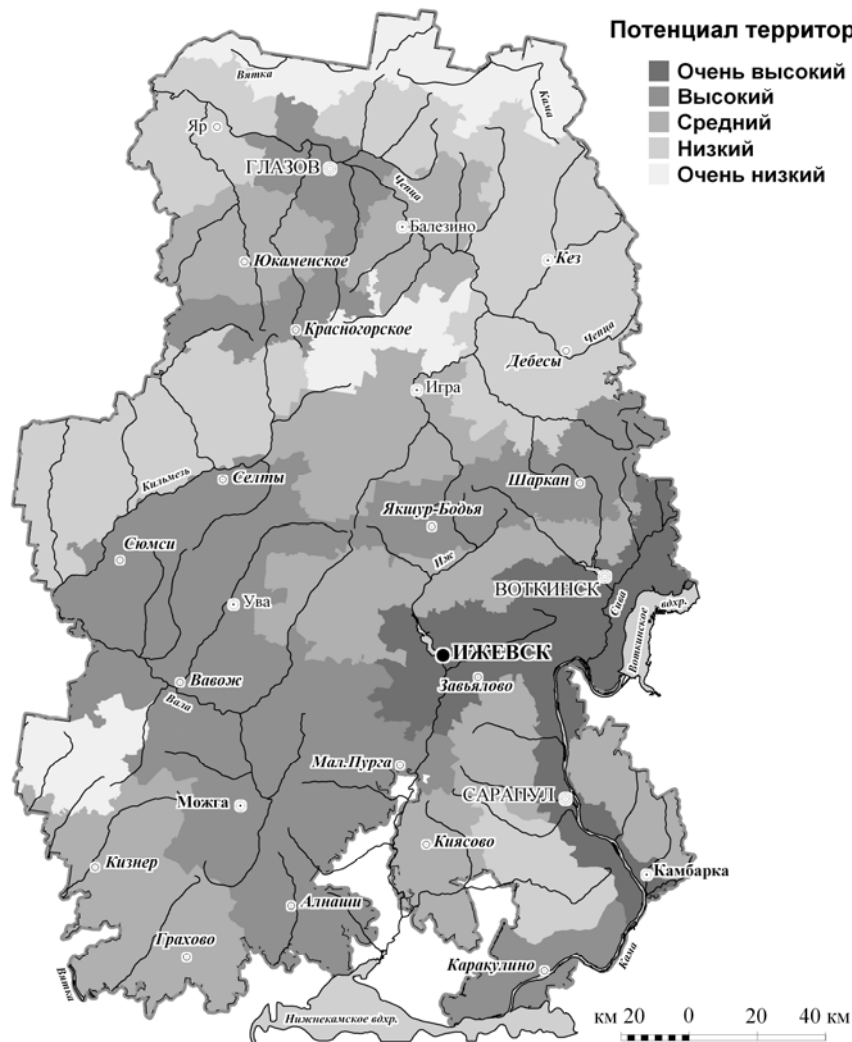 Потенциал территор
Очень высокий
Высокий
Средний
Низкий
Очень низкий
Вятка
Кама
Яр
ГЛАЗОВ
Чепца
Балезино
Юкаменское
Кез
Красногорское
Чепца
Дебесы
Игра
Кильмезь
Селты
Шаркан
Якшур-Бодья
Сюмси
Иж
ВОТКИНСК
Ува
Сива
Воткинское
вдхр.
ИЖЕВСК
Завьялово
Вавож
Вала
Мал.Пурга
Можга
САРАПУЛ
Киясово
Кизнер
Камбарка
Алнаши
Грахово
Каракулино
Кама
Вятка
Нижнекамское вдхр.
км 20 0 20 40 км